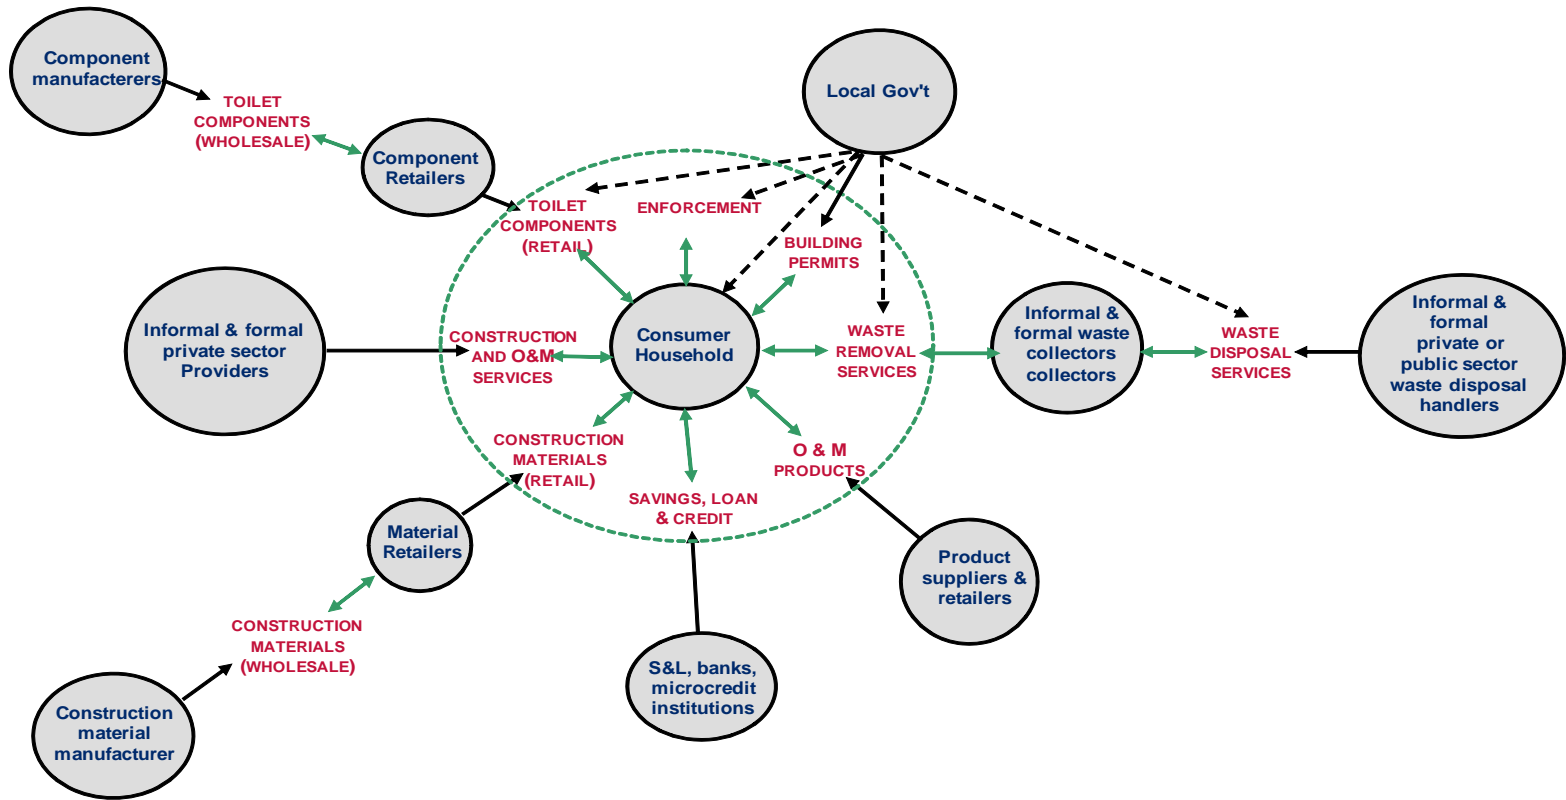 Component
manufacterers
TOILET
COMPONENTS
(WHOLESALE)
Component
Retailers
Local Gov't
TOILET
COMPONENTS
(RETAIL)
ENFORCEMENT
BUILDING
PERMITS
Informal & formal
private sector
Providers
CONSTRUCTION
AND O&M
SERVICES
Consumer
Household
WASTE
REMOVAL
SERVICES
Informal &
formal waste
collectors
collectors
WASTE
DISPOSAL
SERVICES
Informal &
formal
private or
public sector
waste disposal
handlers
CONSTRUCTION
MATERIALS
(RETAIL)
SAVINGS, LOAN
& CREDIT
O & M
PRODUCTS
Material
Retailers
Product
suppliers &
retailers
CONSTRUCTION
MATERIALS
(WHOLESALE)
S&L, banks,
microcredit
institutions
Construction
material
manufacturer